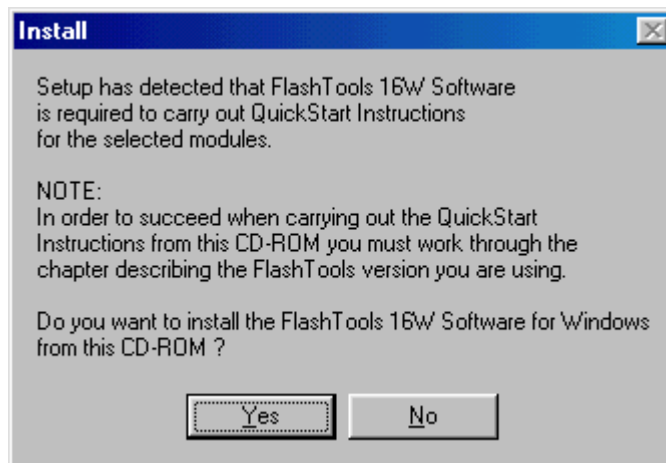 Install
Setup has detected that FlashTools 16W Software
is required to carry out QuickStart Instructions
for the selected modules.
NOTE:
In order to succeed when carrying out the QuickStart
Instructions from this CD-ROM you must work through the
chapter describing the FlashTools version you are using.
Do you want to install the FlashTools 16W Software for Windows
from this CD-ROM ?
Yes No